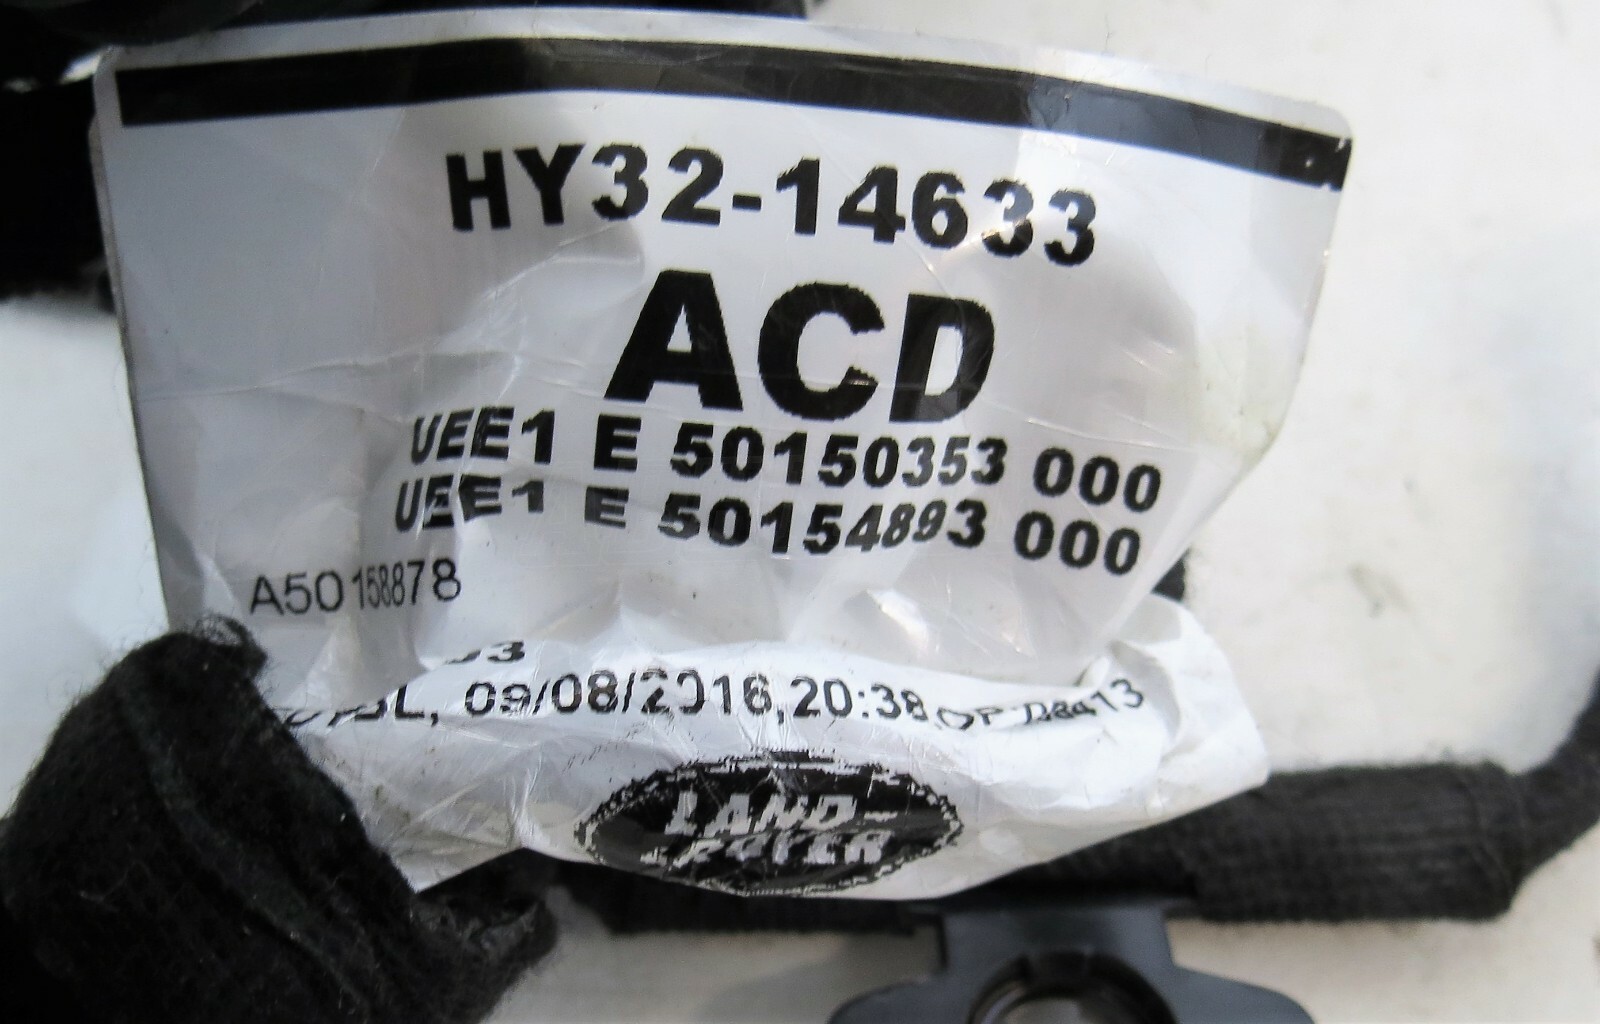 HY32-14633
ACD
UEE1 E 50150353 000
UEE1 E 50154893 000
A50158878
09/08/2016,20:38
LAND-
ROVER